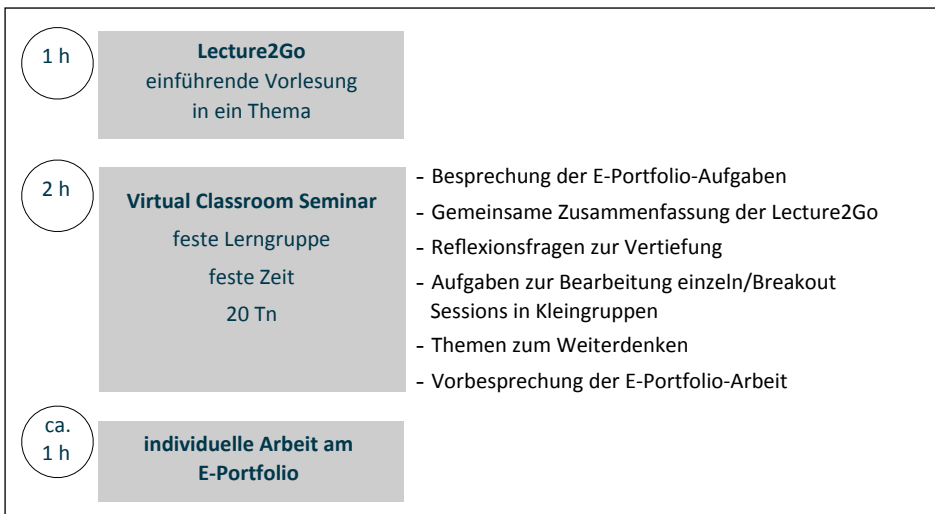 1 h
Lecture2Go
einführende Vorlesung
in ein Thema
2 h
Virtual Classroom Seminar
feste Lerngruppe
feste Zeit
20 Tn
- Besprechung der E-Portfolio-Aufgaben
- Gemeinsame Zusammenfassung der Lecture2Go
- Reflexionsfragen zur Vertiefung
- Aufgaben zur Bearbeitung einzeln/Breakout
Sessions in Kleingruppen
- Themen zum Weiterdenken
- Vorbesprechung der E-Portfolio-Arbeit
ca.
1 h
individuelle Arbeit am
E-Portfolio